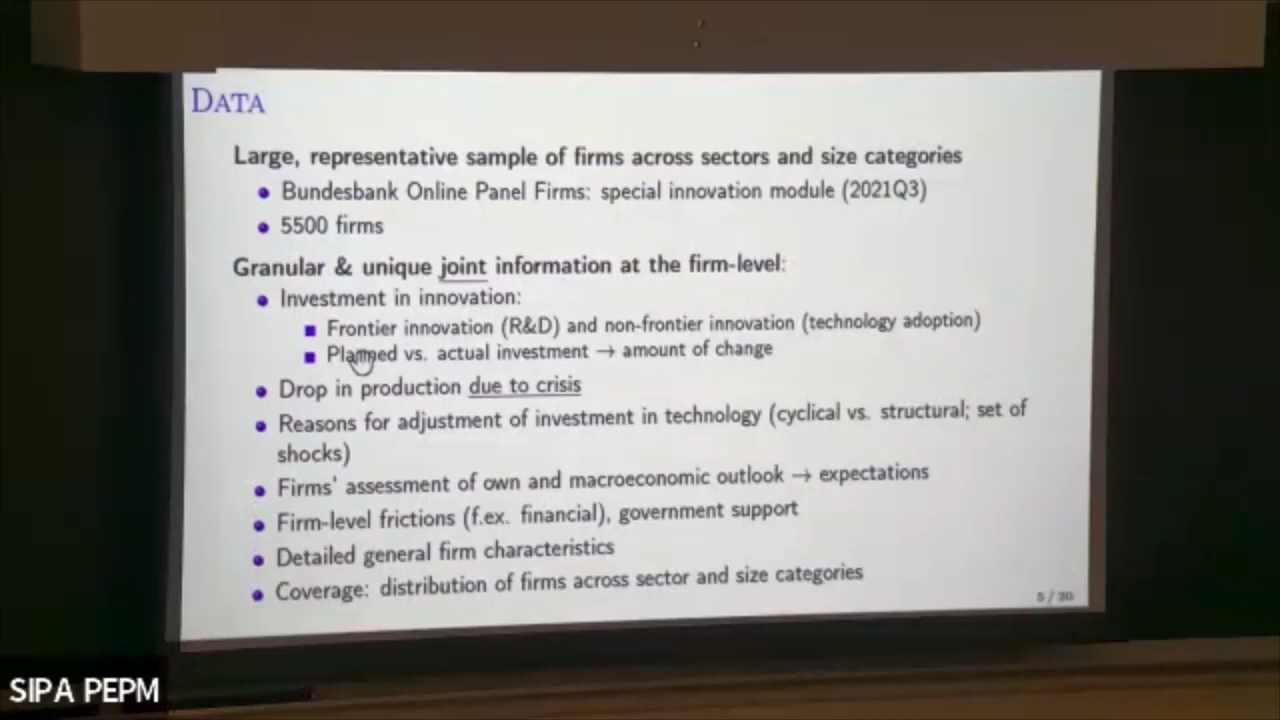 DATA
Large, representative sample of firms across sectors and size categories
Bundesbank Online Panel Firms: special innovation module (2021Q3)
5500 firms
Granular & unique joint information at the firm-level:
Investment in innovation:
Frontier innovation (R&D) and non-frontier innovation (technology adoption)
Planned vs. actual investment → amount of change
Drop in production due to crisis
Reasons for adjustment of investment in technology (cyclical vs. structural; set of
shocks)
Firms' assessment of own and macroeconomic outlook → expectations
Firm-level frictions (f.ex. financial), government support
Detailed general firm characteristics
Coverage: distribution of firms across sector and size categories
5 / 20
SIPA PEPM